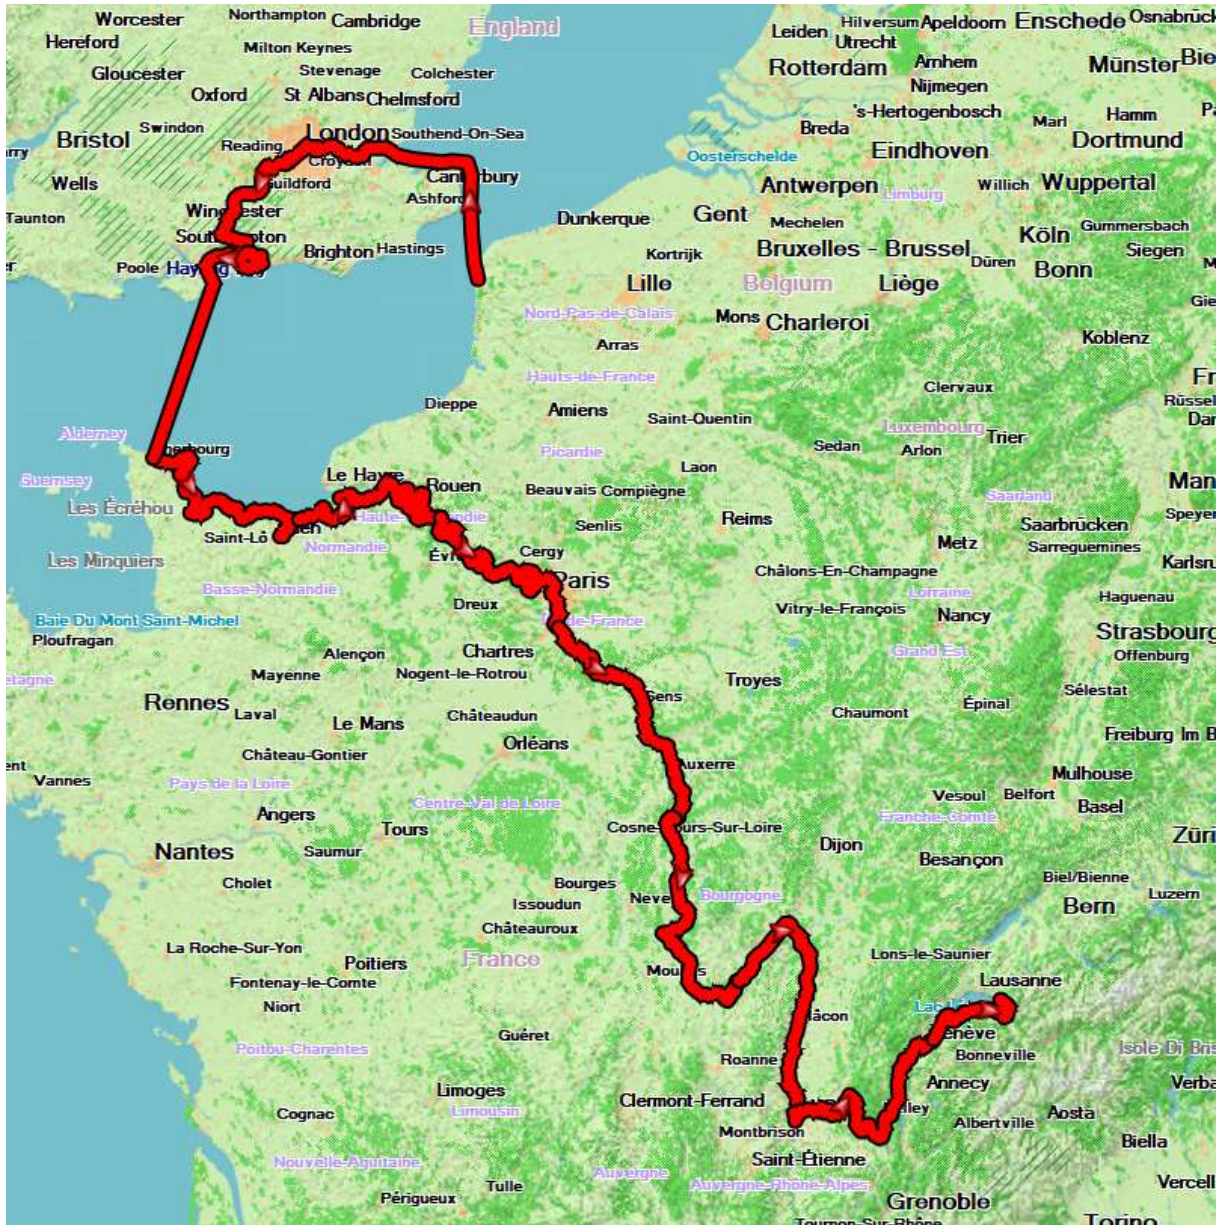 Worcester
Northampton
Cambridge
England
Leiden
Hilversum
Apeldoorn
Enschede
Hereford
Milton Keynes
Utrecht
Gloucester
Stevenage
Colchester
Rotterdam
Arnhem
Münster
Oxford
St Albans
Chelmsford
Nijmegen
's-Hertogenbosch
Hamm
Bristol
Swindon
London
Southend-On-Sea
Breda
Marl
Dortmund
Reading
Eindhoven
Oosterschelde
Wells
Guildford
Antwerpen
Limburg
Willich
Wuppertal
Ashford
Taunton
Dunkerque
Gent
Mechelen
Gummersbach
Köln
Brighton
Hastings
Kortrijk
Bruxelles - Brussel
Siegen
Poole
Düren
Bonn
Lille
Belgium
Liège
Nord-Pas-de-Calais
Mons
Charleroi
Arras
Koblenz
Hauts-de-France
Clervaux
Dieppe
Amiens
Saint-Quentin
Luxembourg
Alderney
Sedan
Arlon
Trier
Picardie
Laon
Guernsey
Le Havre
Rouen
Beauvais
Compiègne
Saarland
Les Écréhou
Reims
Saarbrücken
Senlis
Saint-Lô
Normandie
Metz
Sarreguemines
Les Minquiers
Cergy
Châlons-En-Champagne
Basse-Normandie
Paris
Lorraine
Haguenau
Dreux
Vitry-le-François
Nancy
Baie Du Mont Saint-Michel
Strasbourg
Ploufragan
Alençon
Chartres
Grand Est
Offenburg
Mayenne
Nogent-le-Rotrou
Troyes
Sélestat
Rennes
Laval
Le Mans
Châteaudun
Chaumont
Épinal
Orléans
Freiburg Im B
Château-Gontier
Auxerre
Vannes
Pays de la Loire
Mulhouse
Centre-Val de Loire
Vesoul
Belfort
Basel
Angers
Franche-Comté
Tours
Dijon
Nantes
Saumur
Besançon
Cholet
Bourges
Biel/Bienne
Luzern
Issoudun
Bourgogne
Bern
Châteauroux
La Roche-Sur-Yon
Poitiers
France
Lons-le-Saunier
Fontenay-le-Comte
Lausanne
Niort
Guéret
Poitou-Charentes
Roanne
Bonneville
Isole Di Bris
Annecy
Limoges
Clermont-Ferrand
Limousin
Cognac
Aosta
Albertville
Montbrison
Biella
Nouvelle-Aquitaine
Saint-Étienne
Auvergne
Auvergne-Rhône-Alpes
Tulle
Périgueux
Grenoble